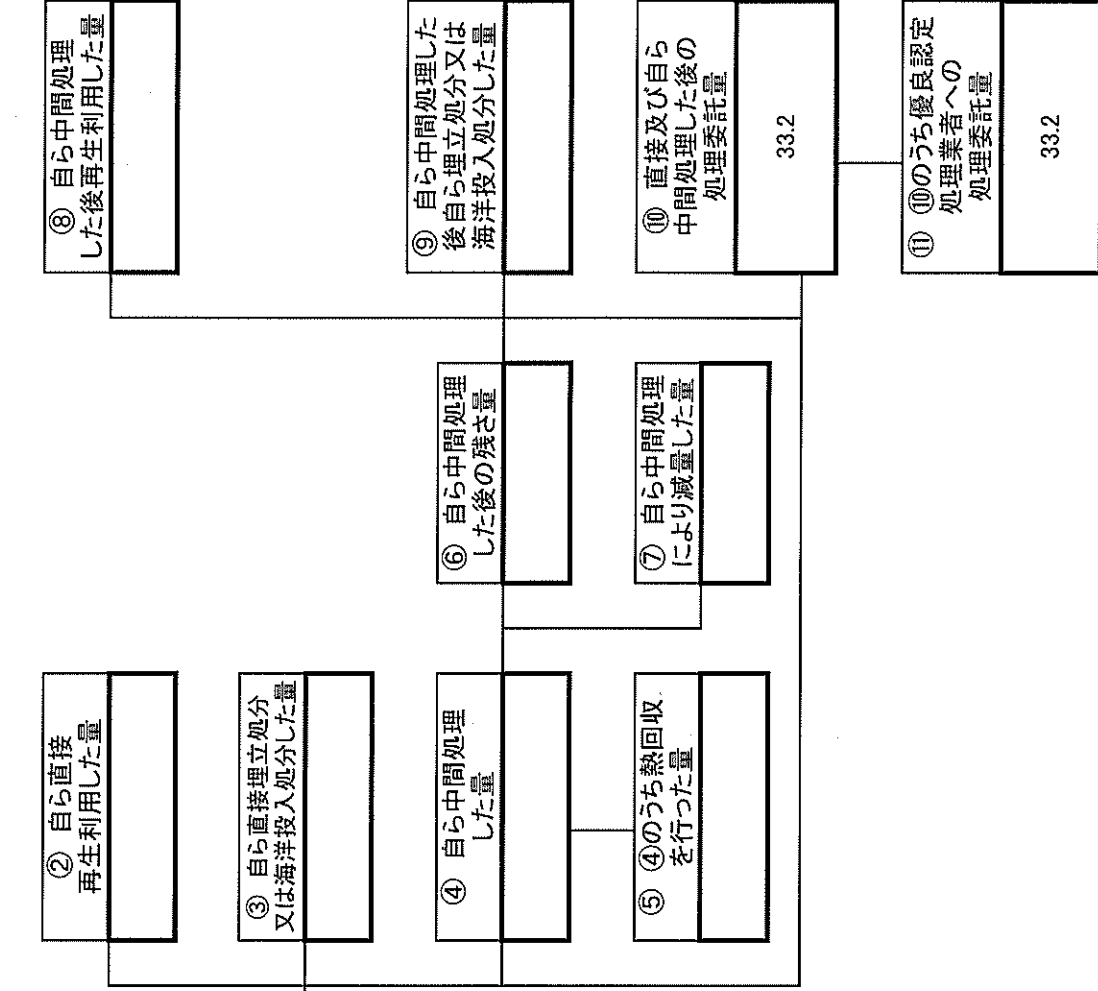 ② 自ら直接
再生利用した量
③ 自ら直接埋立処分
又は海洋投入処分した量
④ 自ら中間処理
した量
⑤ ④のうち熱回収
を行った量
⑥ 自ら中間処理
した後の残さ量
⑦ 自ら中間処理
により減量した量
⑧ 自ら中間処理
した後再生利用した量
⑨ 自ら中間処理した
後自ら埋立処分又は
海洋投入処分した量
⑩ 直接及び自ら
中間処理した後の
処理委託量
33.2
⑪ ⑩のうち優良認定
処理業者への
処理委託量
33.2